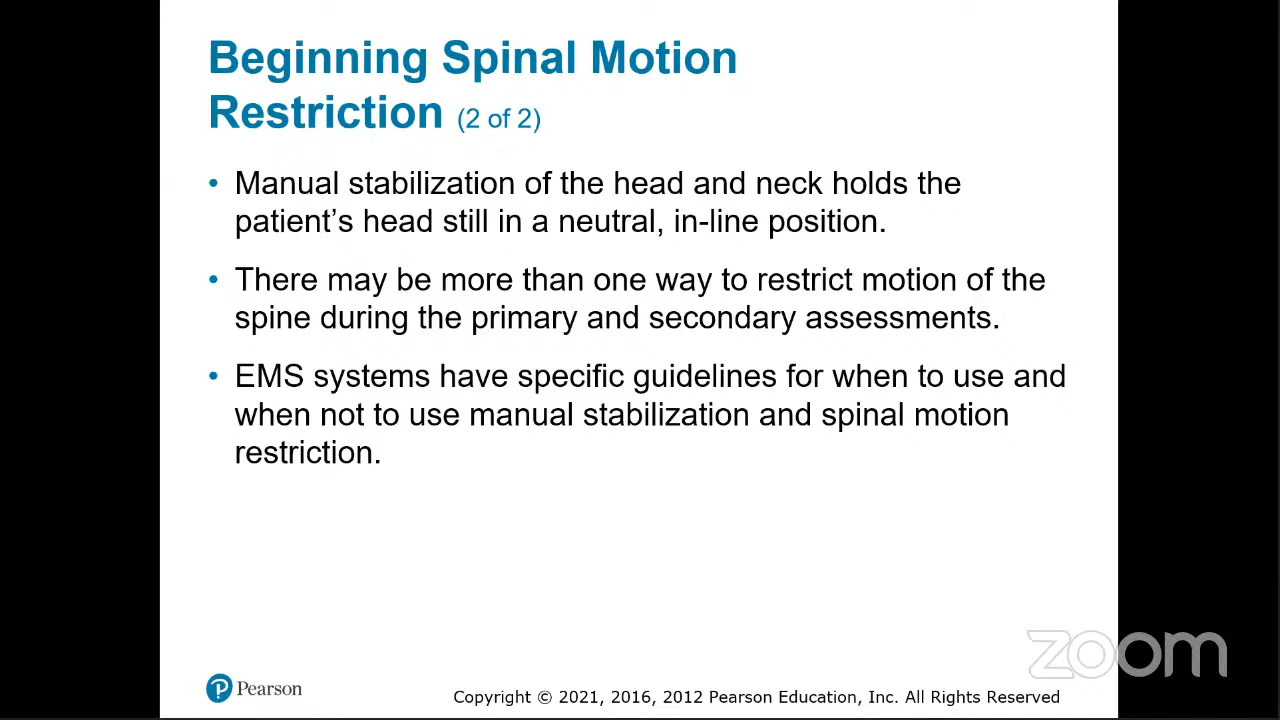 Beginning Spinal Motion
Restriction (2 of 2)
• Manual stabilization of the head and neck holds the
patient’s head still in a neutral, in-line position.
• There may be more than one way to restrict motion of the
spine during the primary and secondary assessments.
• EMS systems have specific guidelines for when to use and
when not to use manual stabilization and spinal motion
restriction.
zoom
Pearson
Copyright © 2021, 2016, 2012 Pearson Education, Inc. All Rights Reserved